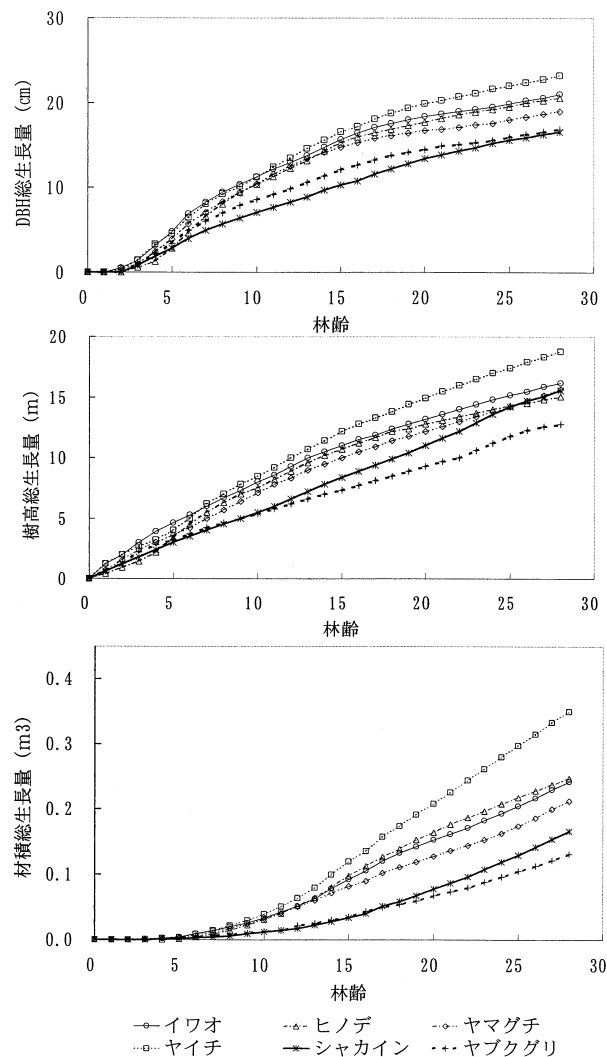 30
20
10
0
DBH総生長量 (cm)
0 5 10 15 20 25 30
林齢
20
15
10
5
0
樹高総生長量 (m)
0 5 10 15 20 25 30
林齢
0.4
0.3
0.2
0.1
0.0
材積総生長量 (m3)
0 5 10 15 20 25 30
林齢
イワオ ヒノデ ヤマグチ
ヤイチ シャカイン ヤブクグリ